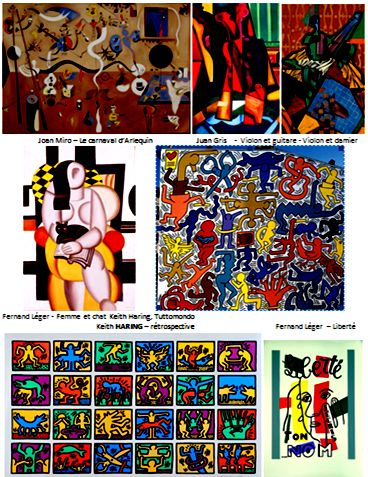 Joan Miro – Le carnaval d'Arlequin
Juan Gris - Violon et guitare - Violon et damier
Fernand Léger - Femme et chat Keith Haring, Tuttomondo
Keith HARING – rétrospective
Fernand Léger – Liberté
liberté
TON
NOM